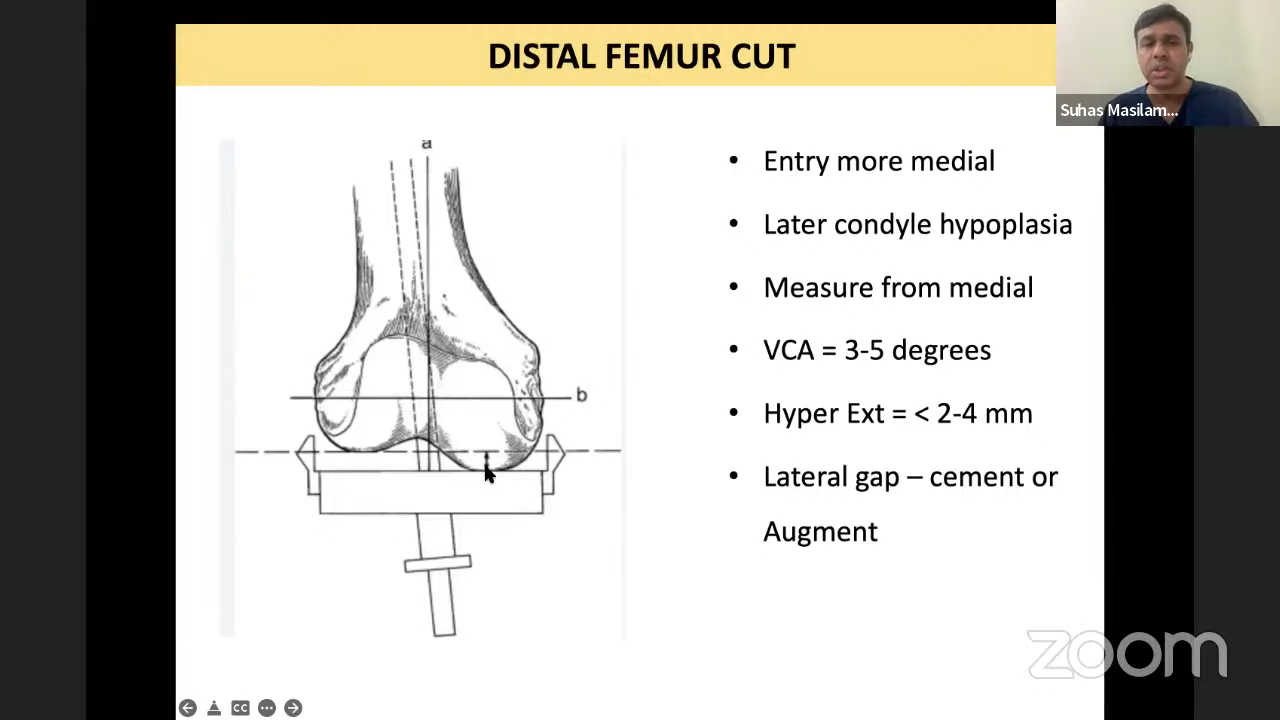 DISTAL FEMUR CUT
Suhas Masilam...
a
b
• Entry more medial
• Later condyle hypoplasia
• Measure from medial
• VCA = 3-5 degrees
• Hyper Ext = < 2-4 mm
• Lateral gap – cement or
Augment
zoom
CC